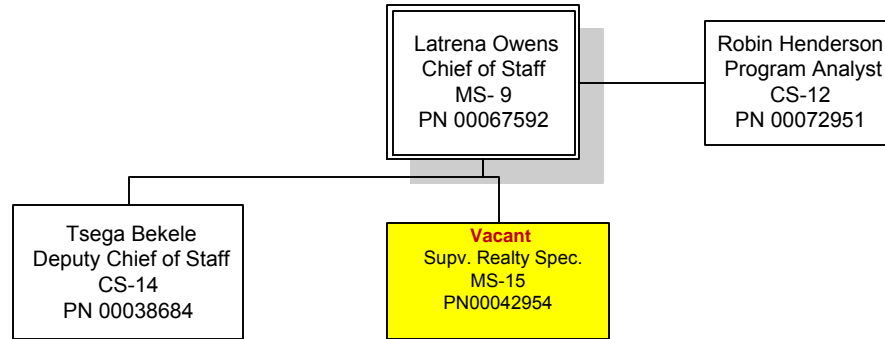 Latrena Owens
Chief of Staff
MS- 9
PN 00067592
Robin Henderson
Program Analyst
CS-12
PN 00072951
Tsega Bekele
Deputy Chief of Staff
CS-14
PN 00038684
Vacant
Supv. Realty Spec.
MS-15
PN00042954